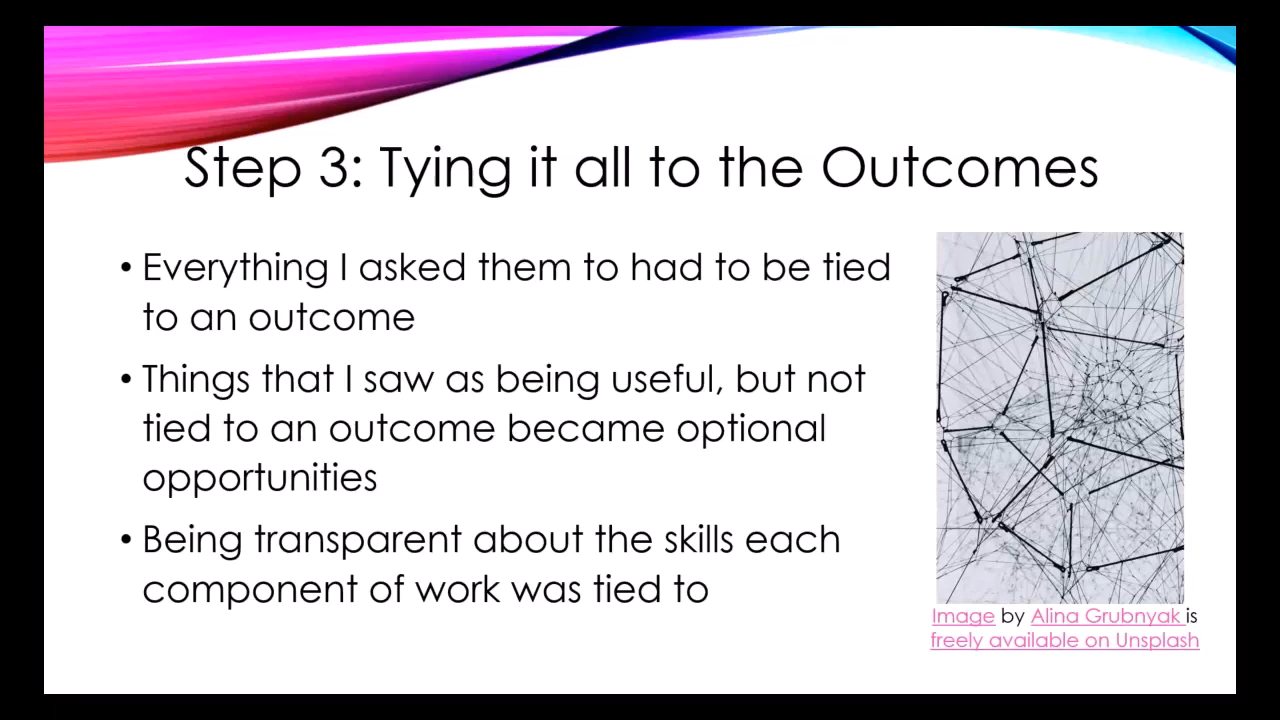 Step 3: Tying it all to the Outcomes
• Everything I asked them to had to be tied
to an outcome
• Things that I saw as being useful, but not
tied to an outcome became optional
opportunities
• Being transparent about the skills each
component of work was tied to
Image by Alina Grubnyak is
freely available on Unsplash